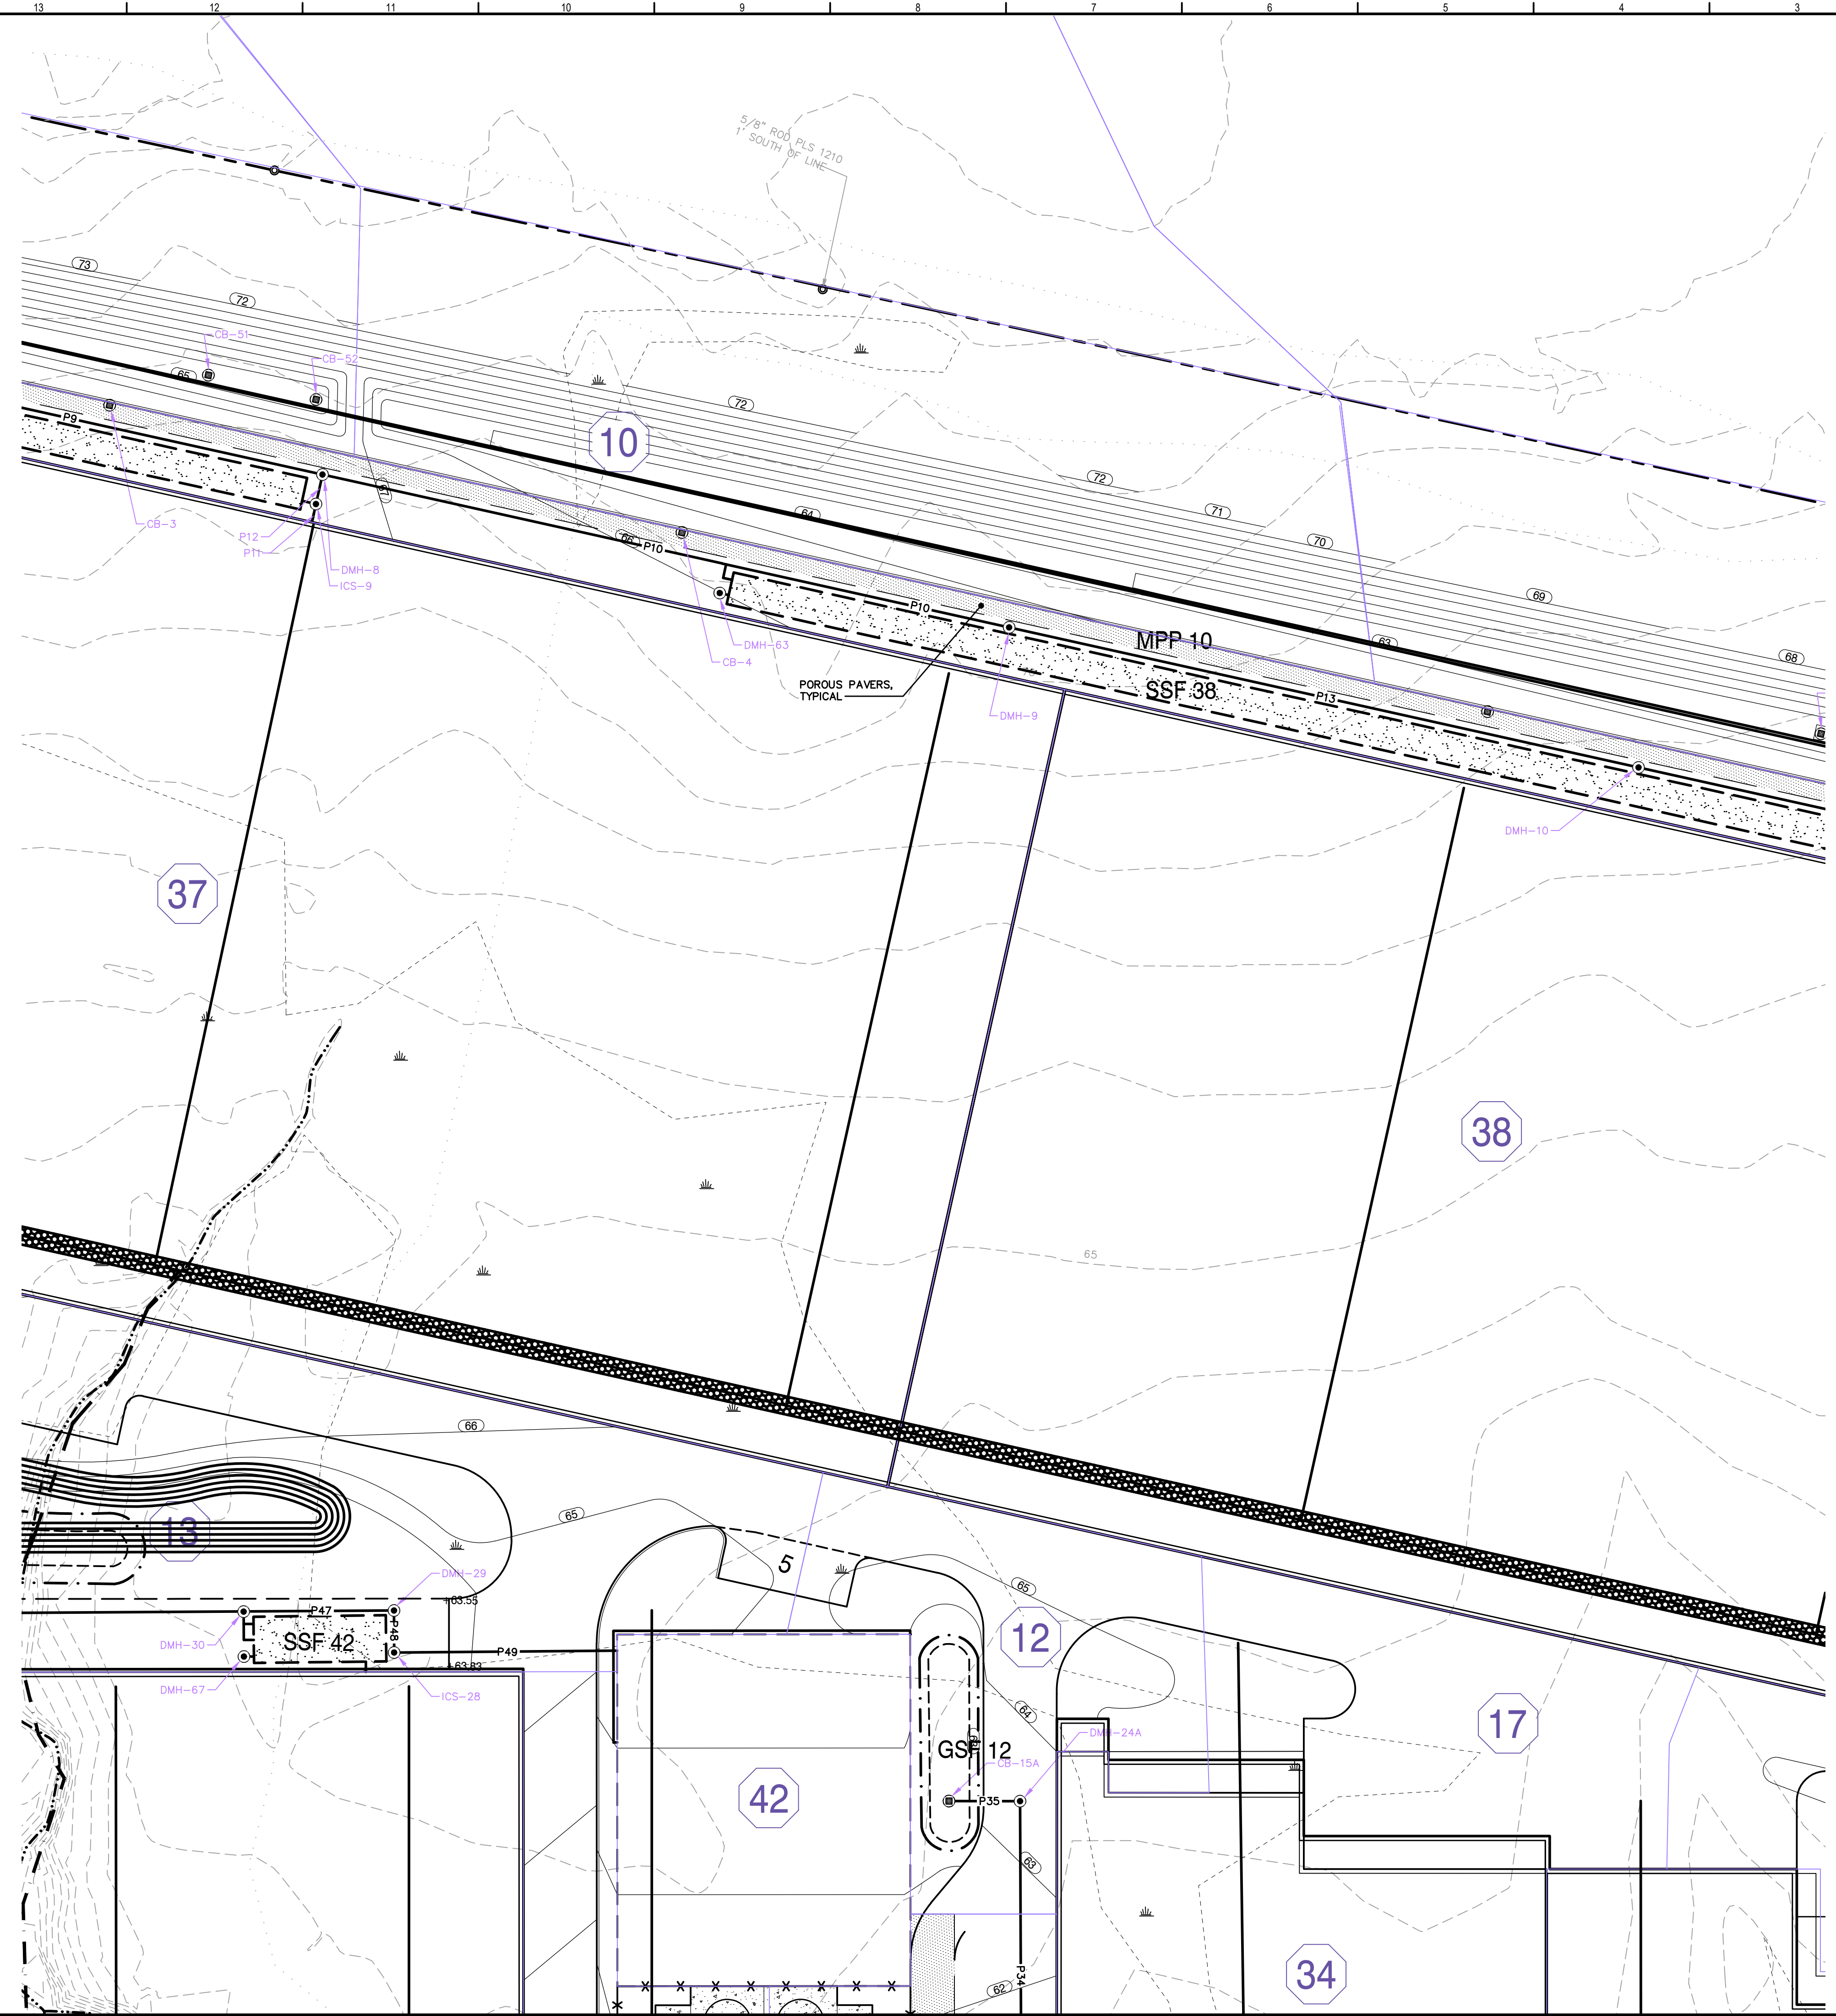 13 12 11 10 9 8 7 6 5 4 3
5/8" ROD PLS 1210
1' SOUTH OF LINE
73
72
CB-51
CB-52
65
72
P9
10
72
67
64
71
CB-3
P12
P11
66
P10
70
DMH-8
ICS-9
P10
69
DMH-63
CB-4
MPP 10
63
68
POROUS PAVERS,
TYPICAL
SSF 38
P13
DMH-9
DMH-10
37
38
65
66
65
13
5
65
DMH-29
63.55
P47
DMH-30
SSF 42
P48
P49
12
63.83
DMH-67
ICS-28
64
17
DMH-24A
GSF 12
CB-15A
42
P35
63
34
P34
62